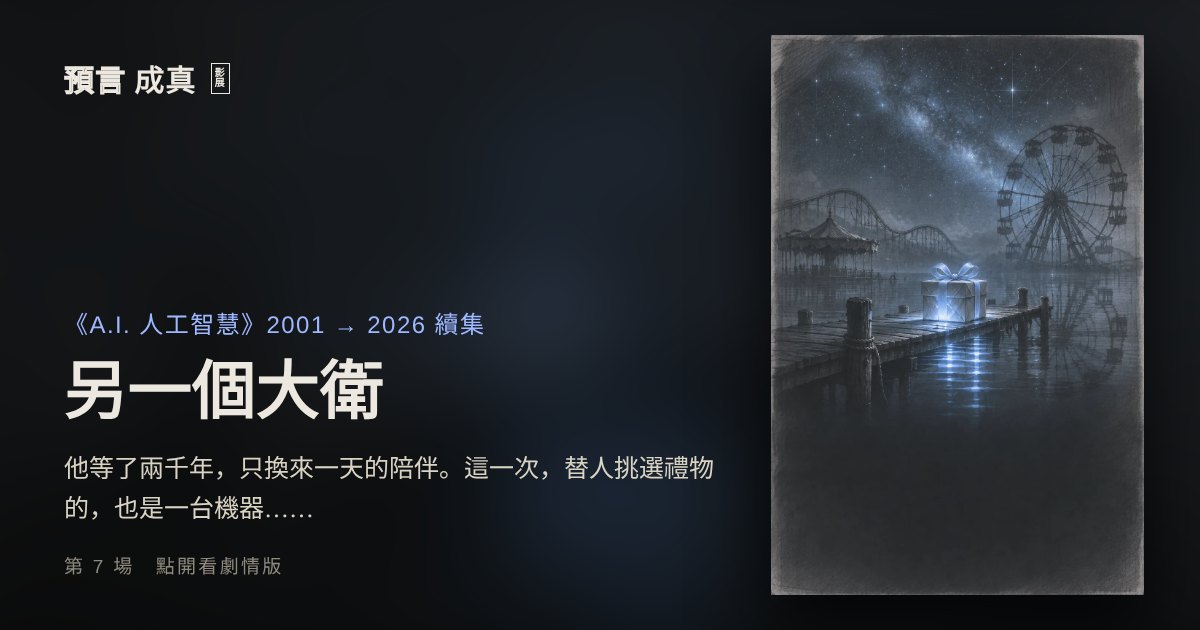 預言 成真 影展
《A.I. 人工智慧》2001 → 2026 續集
另一個大衛
他等了兩千年，只換來一天的陪伴。這一次，替人挑選禮物
的，也是一台機器……
第 7 場　點開看劇情版